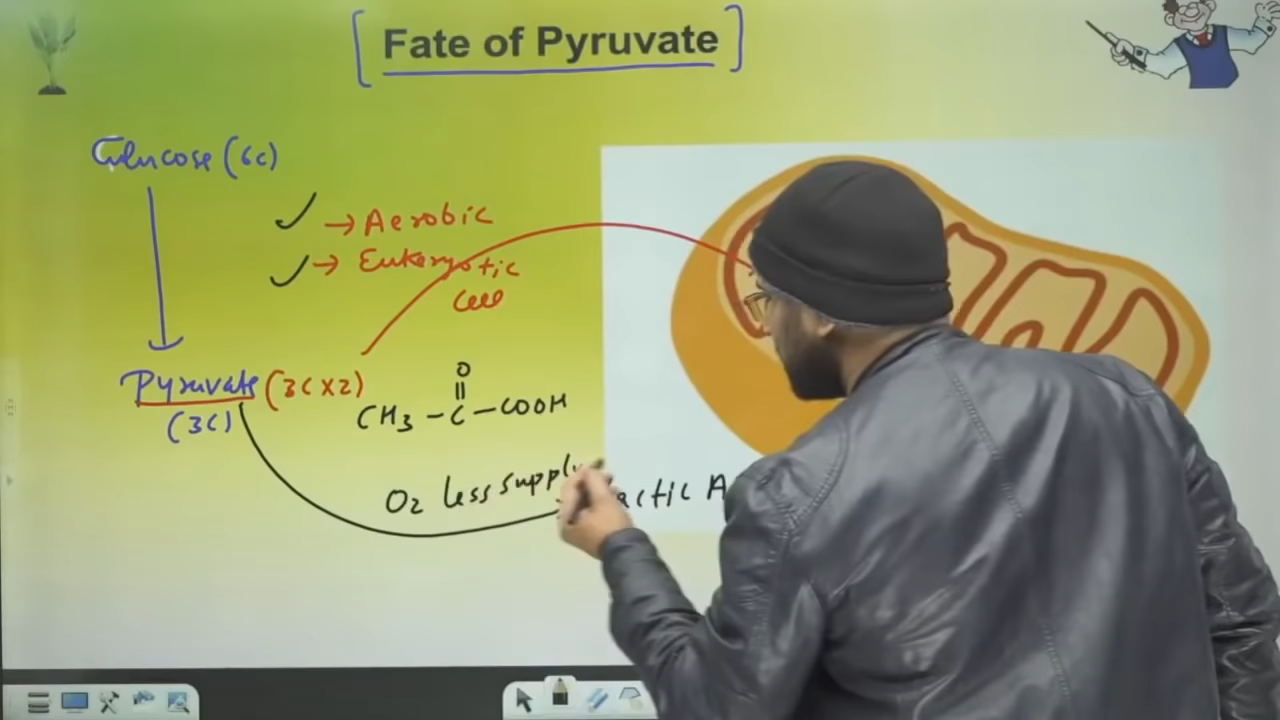 Fate of Pyruvate
Glucose (6C)
→ Aerobic
→ Eukaryotic
Cell
Pyruvate (3C×2)
(3C)
O
CH3 – C – COOH
O2 less supply
actic A